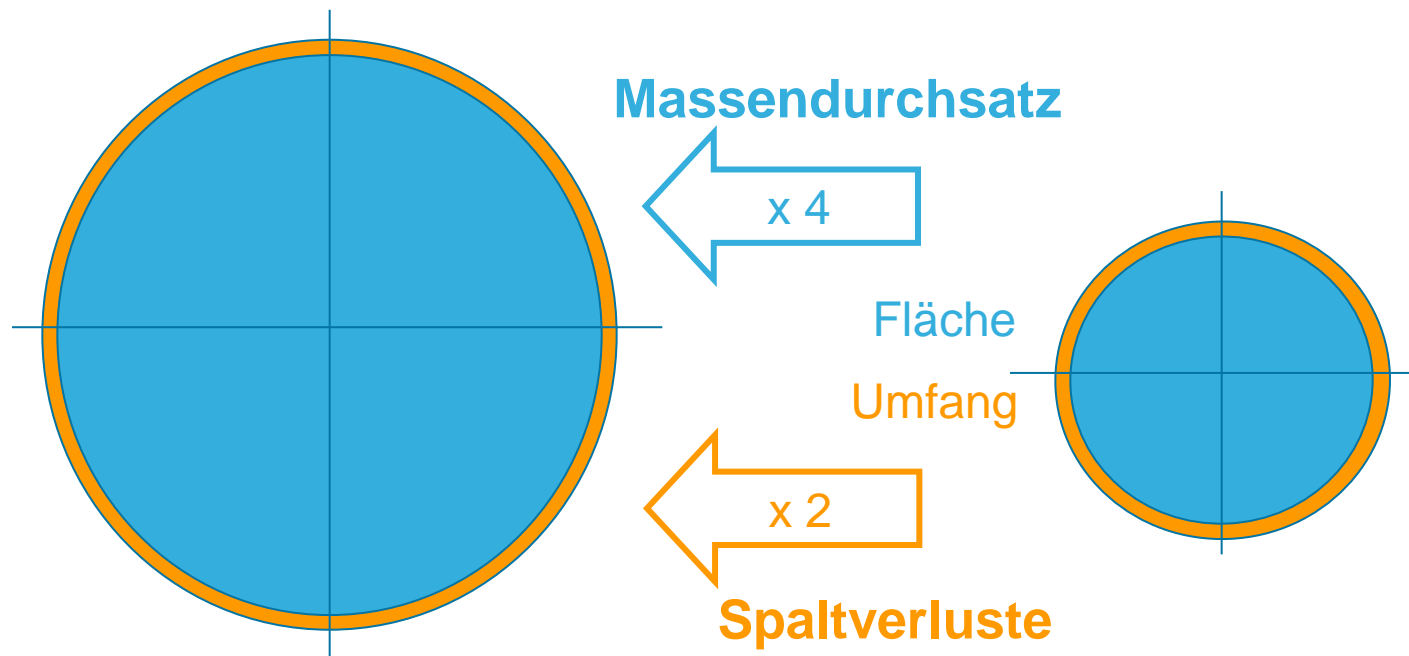 Massendurchsatz
x 4
Fläche
Umfang
x 2
Spaltverluste